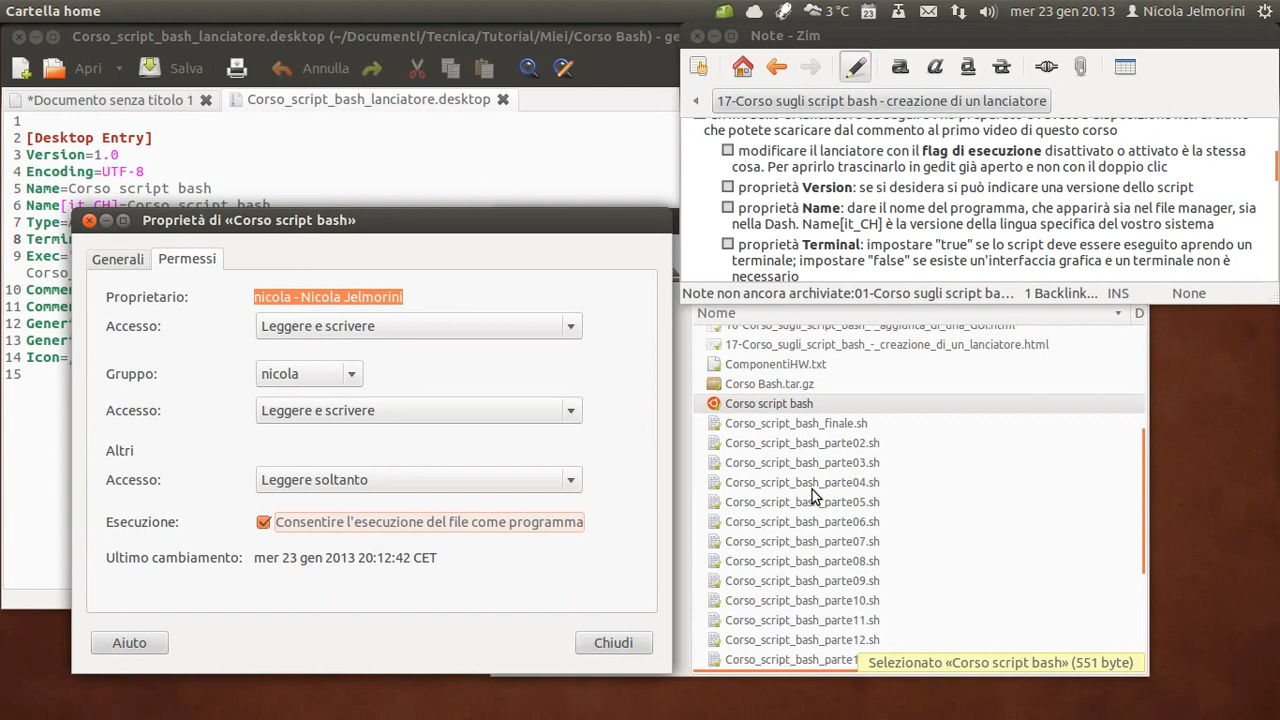 Cartella home
3 °C
23
mer 23 gen 20.13
Nicola Jelmorini
Corso_script_bash_lanciatore.desktop (~/Documenti/Tecnica/Tutorial/Miei/Corso Bash) - ge
Apri
Salva
Annulla
*Documento senza titolo 1
Corso_script_bash_lanciatore.desktop
1
2 [Desktop Entry]
3 Version=1.0
4 Encoding=UTF-8
5 Name=Corso script bash
6 Name[it_CH]=Corso script bash
7 Type=
8 Termin
9 Exec=
Corso_
10 Commen
11 Commen
12 Gener
13 Gener
14 Icon=
15
Note - Zim
17-Corso sugli script bash - creazione di un lanciatore
che potete scaricare dal commento al primo video di questo corso
modificare il lanciatore con il flag di esecuzione disattivato o attivato è la stessa
cosa. Per aprirlo trascinarlo in gedit già aperto e non con il doppio clic
proprietà Version: se si desidera si può indicare una versione dello script
proprietà Name: dare il nome del programma, che apparirà sia nel file manager, sia
nella Dash. Name[it_CH] è la versione della lingua specifica del vostro sistema
proprietà Terminal: impostare "true" se lo script deve essere eseguito aprendo un
terminale; impostare "false" se esiste un'interfaccia grafica e un terminale non è
necessario
Note non ancora archiviate:01-Corso sugli script ba...
1 Backlink...
INS
None
Proprietà di «Corso script bash»
Generali
Permessi
Proprietario:
nicola - Nicola Jelmorini
Accesso:
Leggere e scrivere
Gruppo:
nicola
Accesso:
Leggere e scrivere
Altri
Accesso:
Leggere soltanto
Esecuzione:
Consentire l'esecuzione del file come programma
Ultimo cambiamento:
mer 23 gen 2013 20:12:42 CET
Aiuto
Chiudi
Nome
D
16-Corso_sugli_script_bash_-_aggiunta_di_una_GUI.html
17-Corso_sugli_script_bash_-_creazione_di_un_lanciatore.html
ComponentiHW.txt
Corso Bash.tar.gz
Corso script bash
Corso_script_bash_finale.sh
Corso_script_bash_parte02.sh
Corso_script_bash_parte03.sh
Corso_script_bash_parte04.sh
Corso_script_bash_parte05.sh
Corso_script_bash_parte06.sh
Corso_script_bash_parte07.sh
Corso_script_bash_parte08.sh
Corso_script_bash_parte09.sh
Corso_script_bash_parte10.sh
Corso_script_bash_parte11.sh
Corso_script_bash_parte12.sh
Corso_script_bash_parte1
Selezionato «Corso script bash» (551 byte)